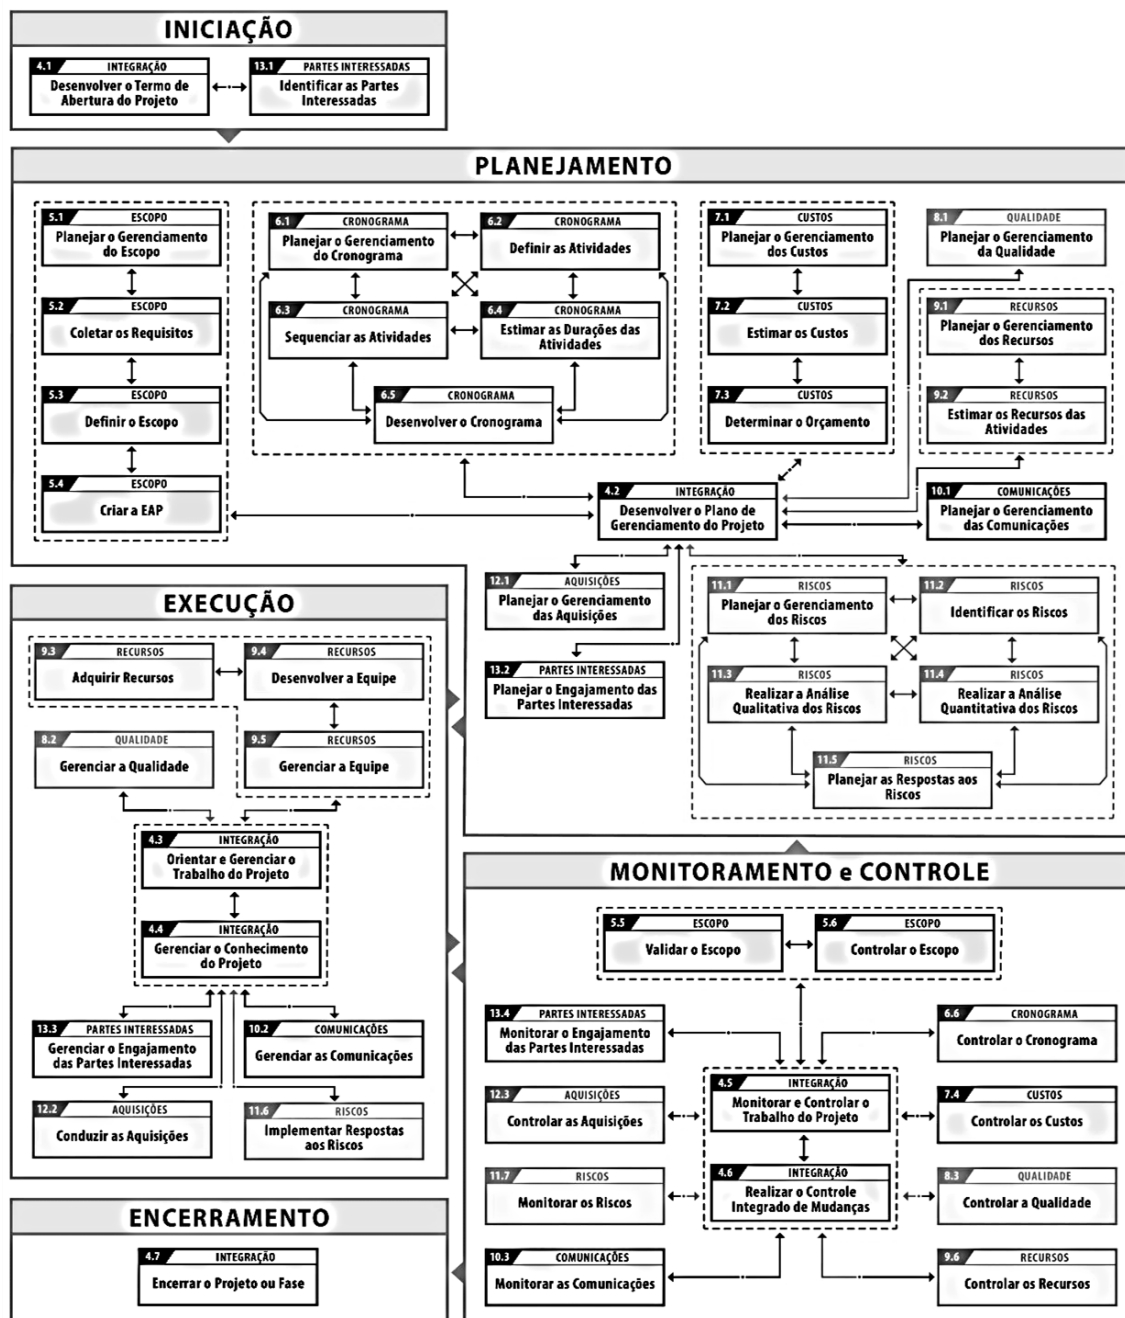 INICIAÇÃO
4.1 INTEGRAÇÃO
Desenvolver o Termo de
Abertura do Projeto
13.1 PARTES INTERESSADAS
Identificar as Partes
Interessadas
PLANEJAMENTO
5.1 ESCOPO
Planejar o Gerenciamento
do Escopo
5.2 ESCOPO
Coletar os Requisitos
5.3 ESCOPO
Definir o Escopo
5.4 ESCOPO
Criar a EAP
6.1 CRONOGRAMA
Planejar o Gerenciamento
do Cronograma
6.2 CRONOGRAMA
Definir as Atividades
6.3 CRONOGRAMA
Sequenciar as Atividades
6.4 CRONOGRAMA
Estimar as Durações das
Atividades
6.5 CRONOGRAMA
Desenvolver o Cronograma
7.1 CUSTOS
Planejar o Gerenciamento
dos Custos
7.2 CUSTOS
Estimar os Custos
7.3 CUSTOS
Determinar o Orçamento
8.1 QUALIDADE
Planejar o Gerenciamento
da Qualidade
9.1 RECURSOS
Planejar o Gerenciamento
dos Recursos
9.2 RECURSOS
Estimar os Recursos das
Atividades
4.2 INTEGRAÇÃO
Desenvolver o Plano de
Gerenciamento do Projeto
10.1 COMUNICAÇÕES
Planejar o Gerenciamento
das Comunicações
12.1 AQUISIÇÕES
Planejar o Gerenciamento
das Aquisições
13.2 PARTES INTERESSADAS
Planejar o Engajamento das
Partes Interessadas
11.1 RISCOS
Planejar o Gerenciamento
dos Riscos
11.2 RISCOS
Identificar os Riscos
11.3 RISCOS
Realizar a Análise
Qualitativa dos Riscos
11.4 RISCOS
Realizar a Análise
Quantitativa dos Riscos
11.5 RISCOS
Planejar as Respostas aos
Riscos
EXECUÇÃO
9.3 RECURSOS
Adquirir Recursos
9.4 RECURSOS
Desenvolver a Equipe
8.2 QUALIDADE
Gerenciar a Qualidade
9.5 RECURSOS
Gerenciar a Equipe
4.3 INTEGRAÇÃO
Orientar e Gerenciar o
Trabalho do Projeto
4.4 INTEGRAÇÃO
Gerenciar o Conhecimento
do Projeto
13.3 PARTES INTERESSADAS
Gerenciar o Engajamento
das Partes Interessadas
10.2 COMUNICAÇÕES
Gerenciar as Comunicações
12.2 AQUISIÇÕES
Conduzir as Aquisições
11.6 RISCOS
Implementar Respostas
aos Riscos
MONITORAMENTO e CONTROLE
5.5 ESCOPO
Validar o Escopo
5.6 ESCOPO
Controlar o Escopo
13.4 PARTES INTERESSADAS
Monitorar o Engajamento
das Partes Interessadas
6.6 CRONOGRAMA
Controlar o Cronograma
12.3 AQUISIÇÕES
Controlar as Aquisições
4.5 INTEGRAÇÃO
Monitorar e Controlar o
Trabalho do Projeto
7.4 CUSTOS
Controlar os Custos
11.7 RISCOS
Monitorar os Riscos
4.6 INTEGRAÇÃO
Realizar o Controle
Integrado de Mudanças
8.3 QUALIDADE
Controlar a Qualidade
10.3 COMUNICAÇÕES
Monitorar as Comunicações
9.6 RECURSOS
Controlar os Recursos
ENCERRAMENTO
4.7 INTEGRAÇÃO
Encerrar o Projeto ou Fase